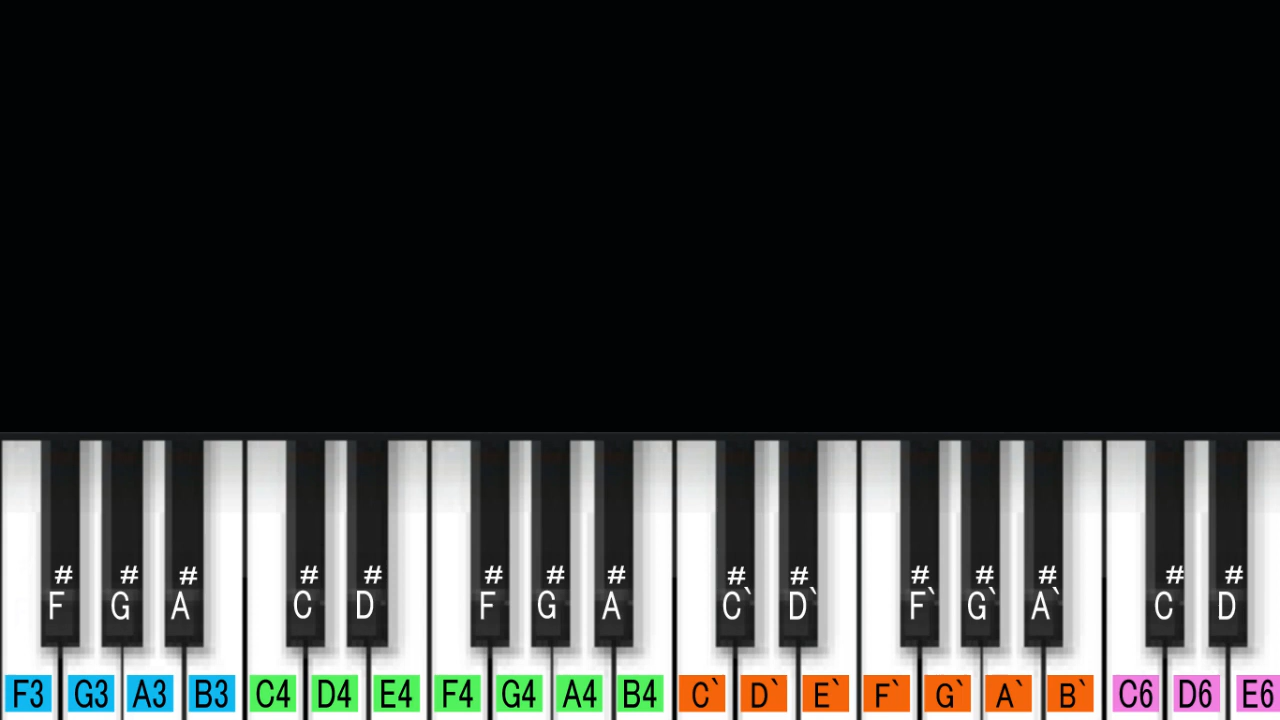 # # # # # # # # # # # # # # #
F G A C D F G A C` D` F` G` A` C D
F3 G3 A3 B3 C4 D4 E4 F4 G4 A4 B4 C` D` E` F` G` A` B` C6 D6 E6